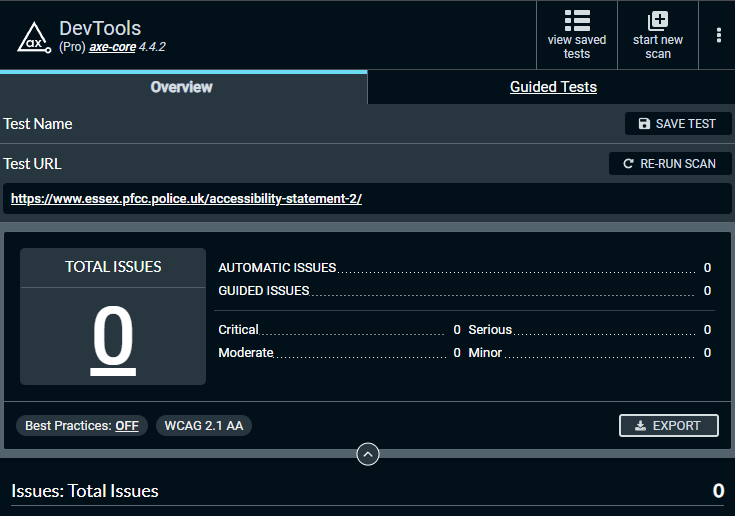 ax DevTools
(Pro) axe-core 4.4.2
view saved tests
start new scan
Overview
Guided Tests
Test Name
SAVE TEST
Test URL
RE-RUN SCAN
https://www.essex.pfcc.police.uk/accessibility-statement-2/
TOTAL ISSUES
0
AUTOMATIC ISSUES 0
GUIDED ISSUES 0
Critical 0 Serious 0
Moderate 0 Minor 0
Best Practices: OFF
WCAG 2.1 AA
EXPORT
Issues: Total Issues 0